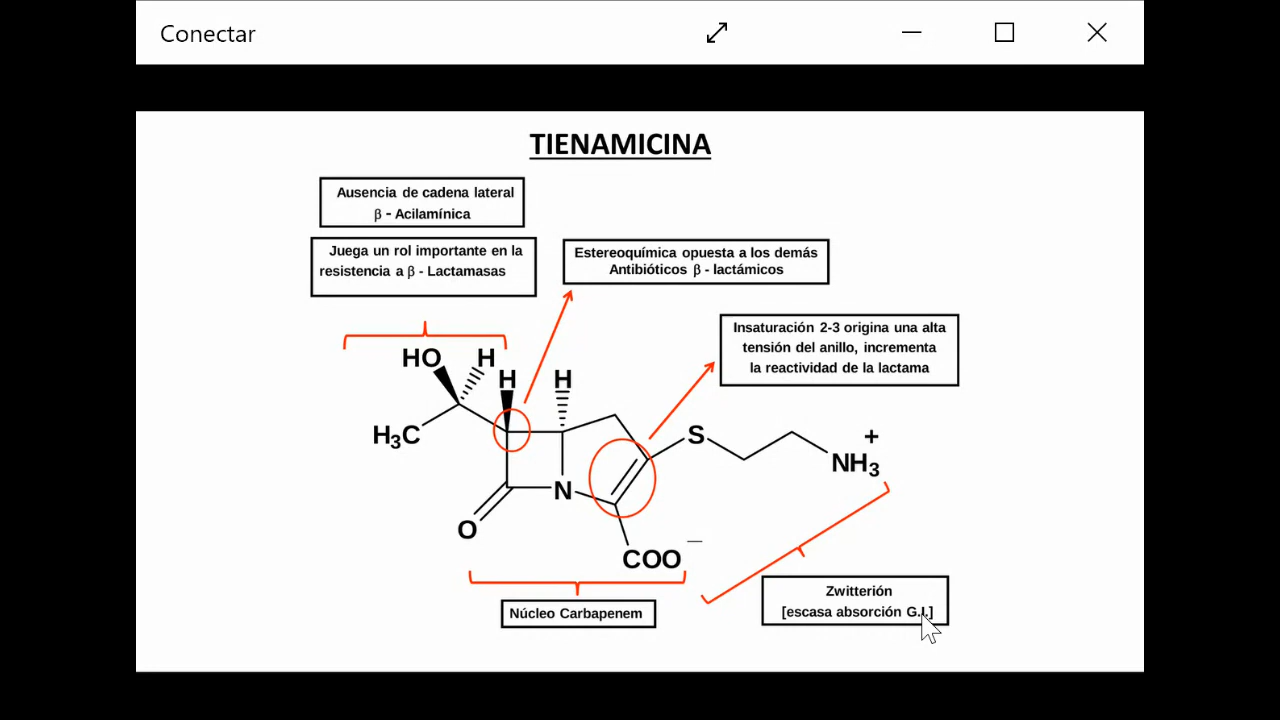 Conectar
TIENAMICINA
Ausencia de cadena lateral
β - Acilamínica
Juega un rol importante en la
resistencia a β - Lactamasas
Estereoquímica opuesta a los demás
Antibióticos β - lactámicos
Insaturación 2-3 origina una alta
tensión del anillo, incrementa
la reactividad de la lactama
HO
H
H
H
H3C
S
+
NH3
N
O
COO
—
Zwitterión
[escasa absorción G.I.]
Núcleo Carbapenem